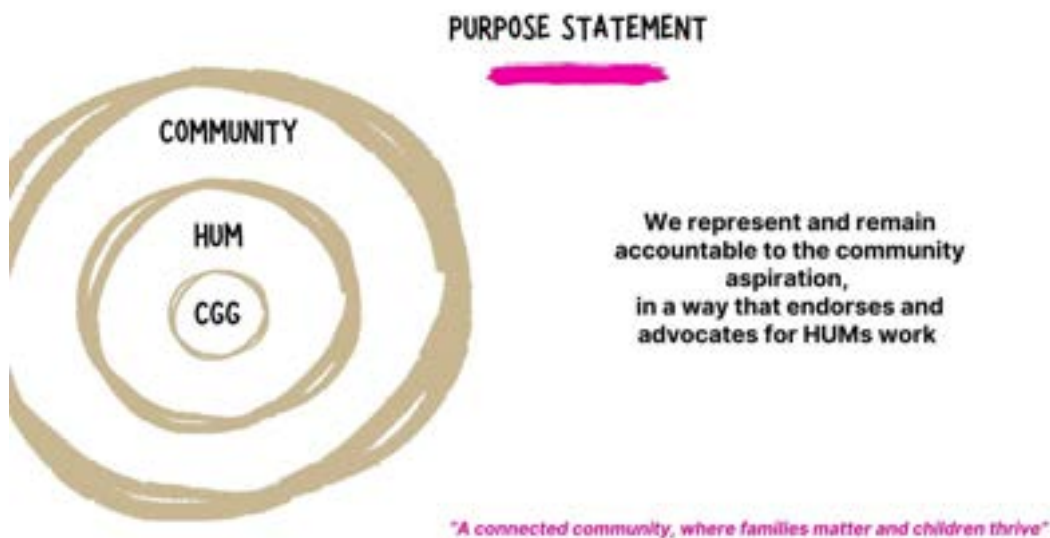 PURPOSE STATEMENT
COMMUNITY
HUM
CGG
We represent and remain
accountable to the community
aspiration,
in a way that endorses and
advocates for HUMs work
"A connected community, where families matter and children thrive"